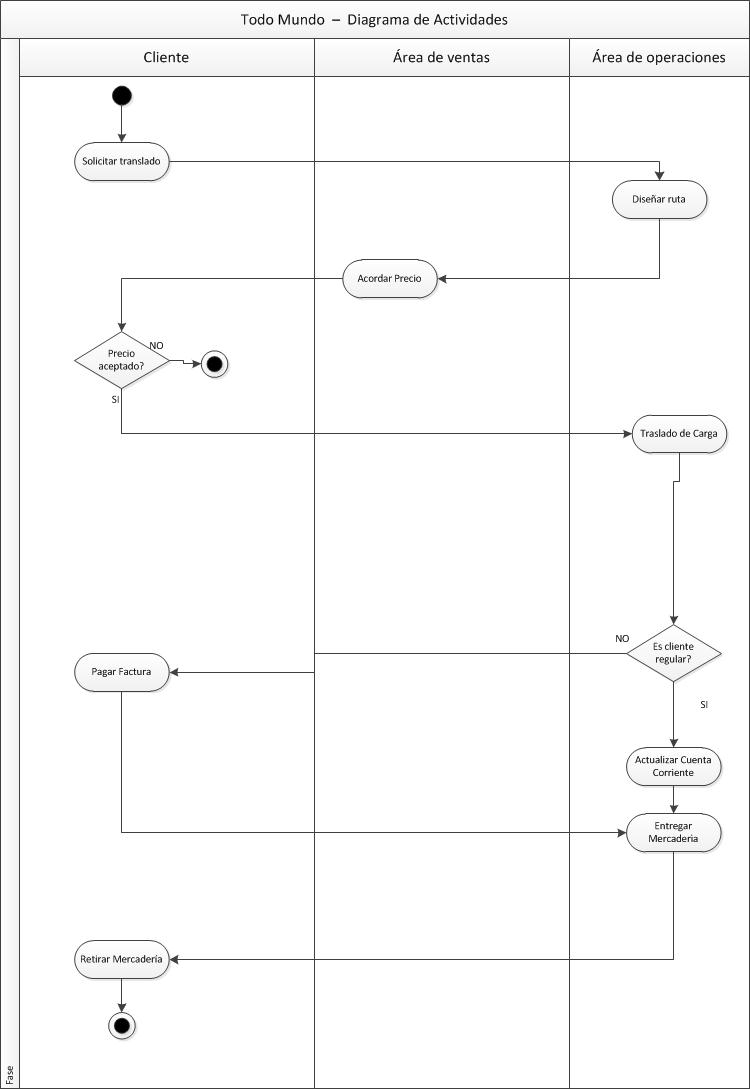 Todo Mundo – Diagrama de Actividades
Cliente
Área de ventas
Área de operaciones
Solicitar translado
Diseñar ruta
Acordar Precio
Precio
aceptado?
NO
SI
Traslado de Carga
Es cliente
regular?
NO
SI
Pagar Factura
Actualizar Cuenta
Corriente
Entregar
Mercaderia
Retirar Mercadería
Fase